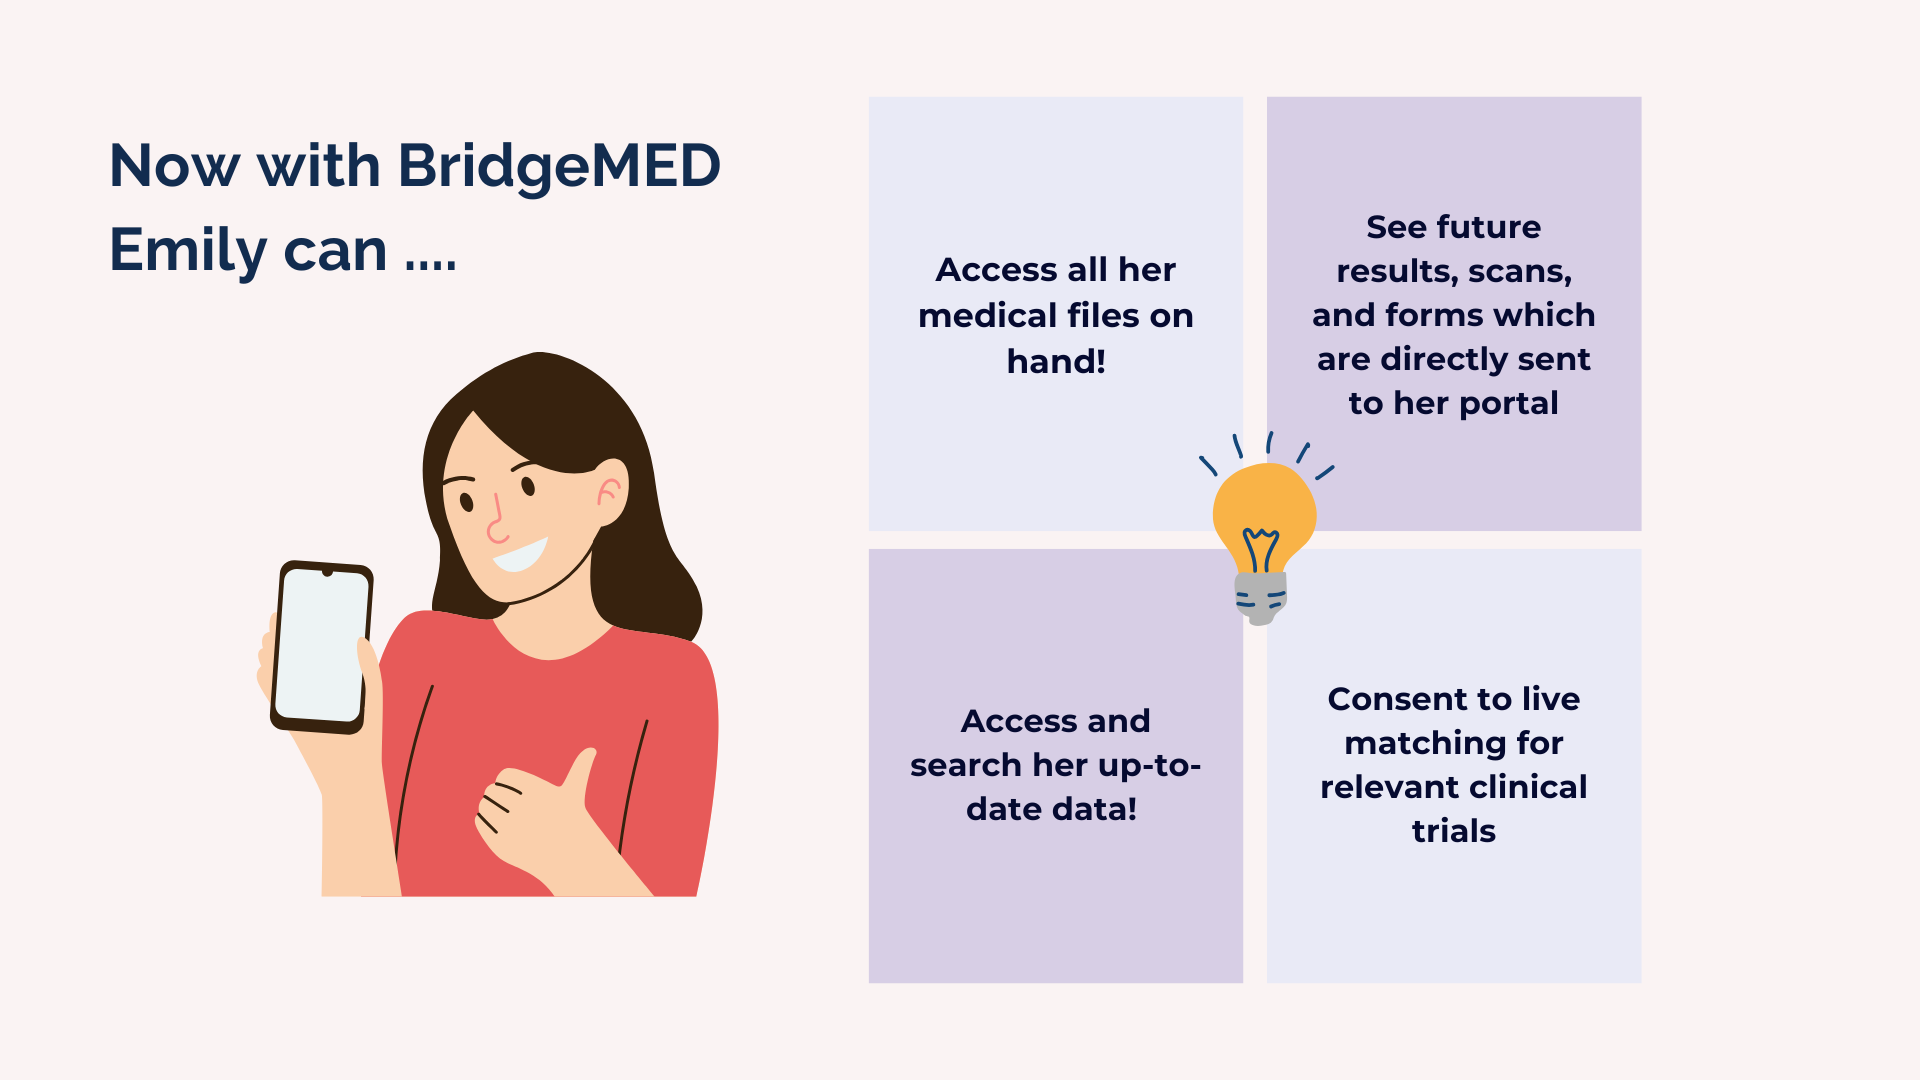 Now with BridgeMED
Emily can ....
Access all her
medical files on
hand!
See future
results, scans,
and forms which
are directly sent
to her portal
Access and
search her up-to-
date data!
Consent to live
matching for
relevant clinical
trials